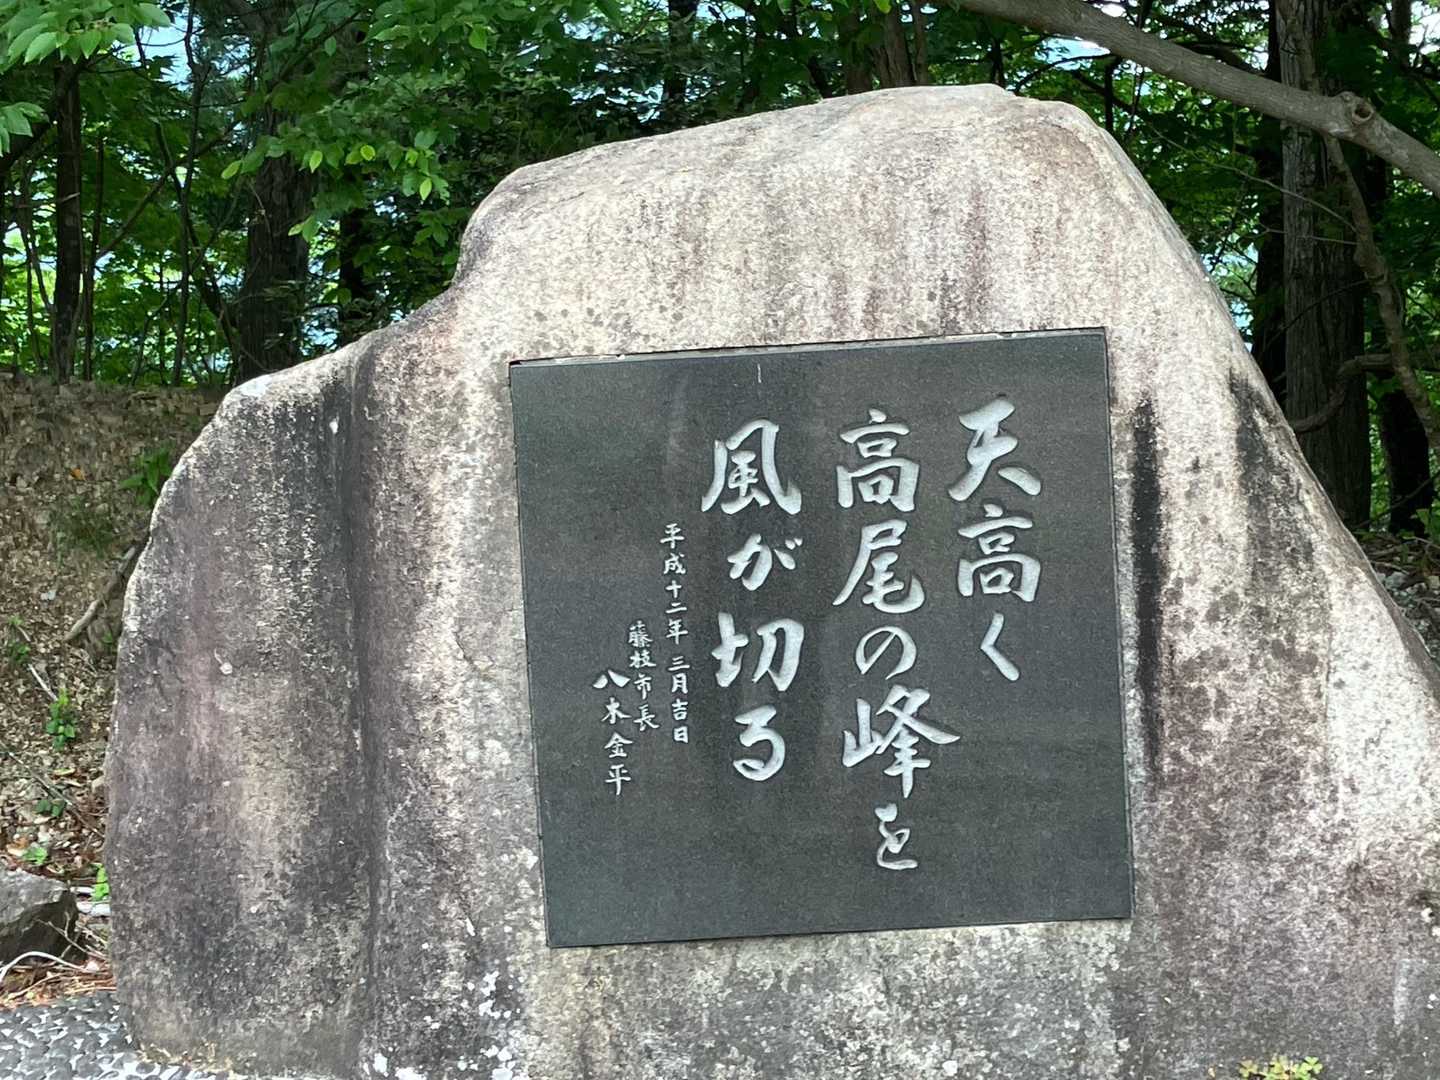 天高く
高尾の峰を
風が切る
平成十二年三月吉日
藤枝市長
八木金平